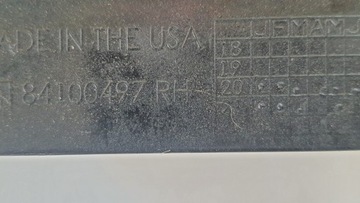 ADE IN THE USA
N 84100497 RH
J F M A M J
18
19
20